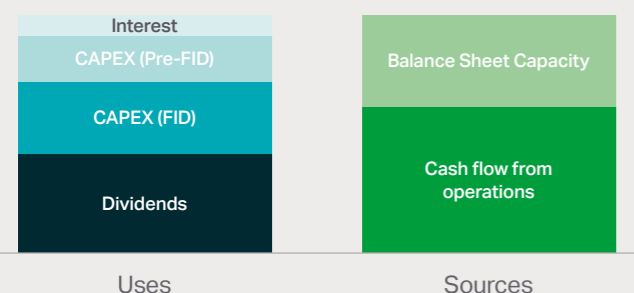 Interest
CAPEX (Pre-FID)
CAPEX (FID)
Dividends
Uses
Balance Sheet Capacity
Cash flow from
operations
Sources